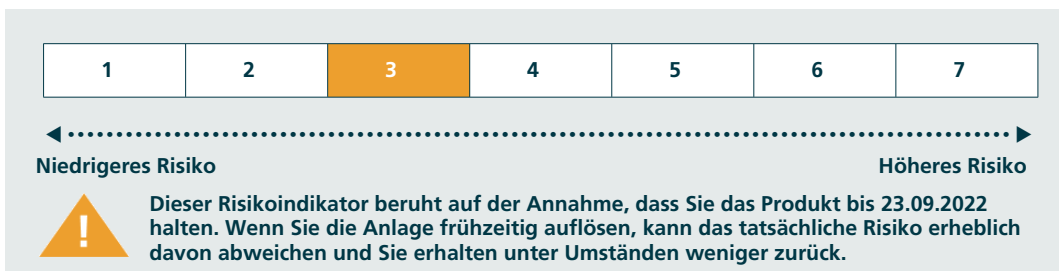 1 2 3 4 5 6 7
Niedrigeres Risiko Höheres Risiko
!
Dieser Risikoindikator beruht auf der Annahme, dass Sie das Produkt bis 23.09.2022
halten. Wenn Sie die Anlage frühzeitig auflösen, kann das tatsächliche Risiko erheblich
davon abweichen und Sie erhalten unter Umständen weniger zurück.